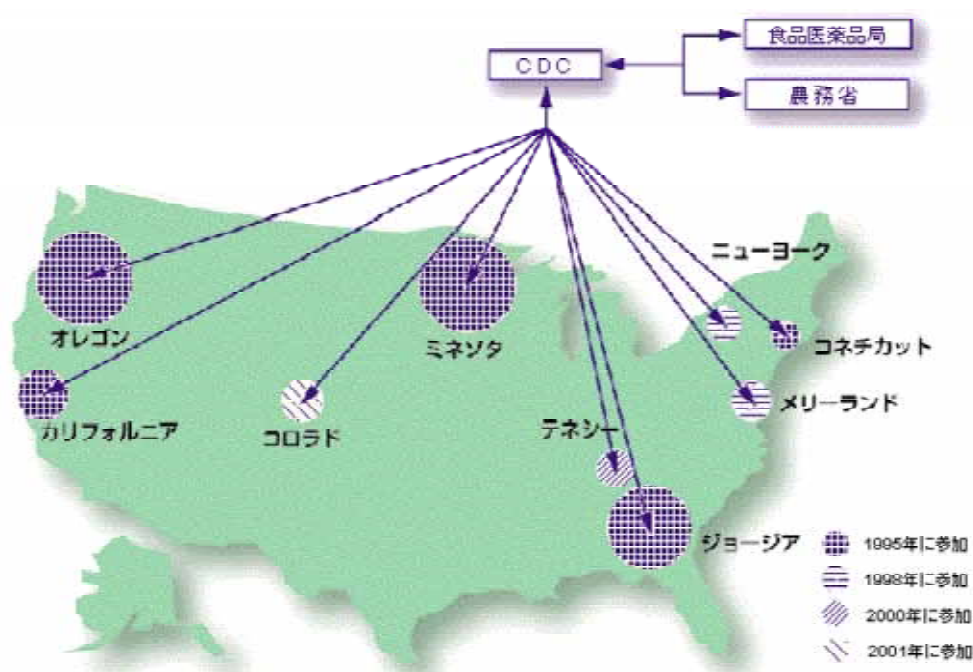 食品医薬品局
CDC
農務省
ニューヨーク
オレゴン
ミネソタ
コネチカット
メリーランド
カリフォルニア
コロラド
テネシー
ジョージア
1995年に参加
1998年に参加
2000年に参加
2001年に参加